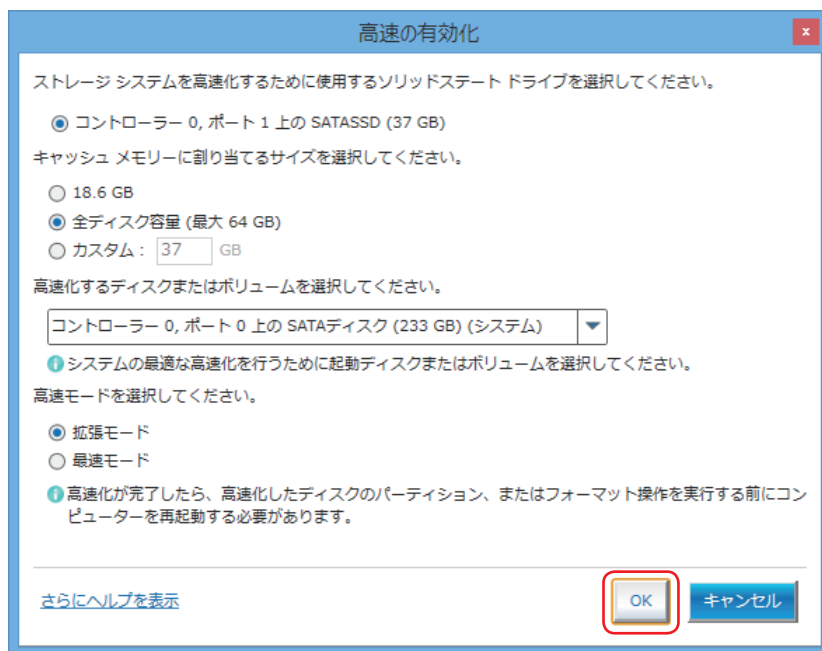 高速の有効化
x
ストレージ システムを高速化するために使用するソリッドステート ドライブを選択してください。
コントローラー 0, ポート 1 上の SATASSD (37 GB)
キャッシュ メモリーに割り当てるサイズを選択してください。
18.6 GB
全ディスク容量 (最大 64 GB)
カスタム： 37 GB
高速化するディスクまたはボリュームを選択してください。
コントローラー 0, ポート 0 上の SATAディスク (233 GB) (システム)
システムの最適な高速化を行うために起動ディスクまたはボリュームを選択してください。
高速モードを選択してください。
拡張モード
最速モード
高速化が完了したら、高速化したディスクのパーティション、またはフォーマット操作を実行する前にコン
ピューターを再起動する必要があります。
さらにヘルプを表示
OK
キャンセル